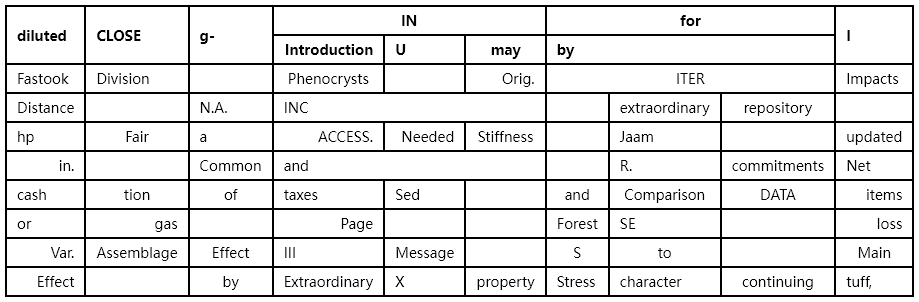 diluted CLOSE g- IN for I
Introduction U may by
Fastook Division Phenocrysts Orig. ITER Impacts
Distance N.A. INC extraordinary repository
hp Fair a ACCESS. Needed Stiffness Jaam updated
in. Common and R. commitments Net
cash tion of taxes Sed and Comparison DATA items
or gas Page Forest SE loss
Var. Assemblage Effect III Message S to Main
Effect by Extraordinary X property Stress character continuing tuff,